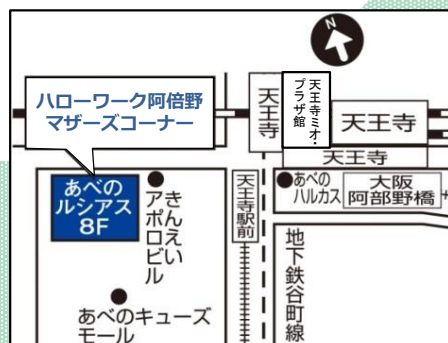 N
ハローワーク阿倍野
マザーズコーナー
天王寺
天王寺ミオ・
プラザ館
天王寺
天王寺
あべの
ルシアス
8F
きんえい
アポロビル
天王寺駅前
あべの
ハルカス
大阪
阿部野橋
地下鉄谷町線
あべのキューズ
モール